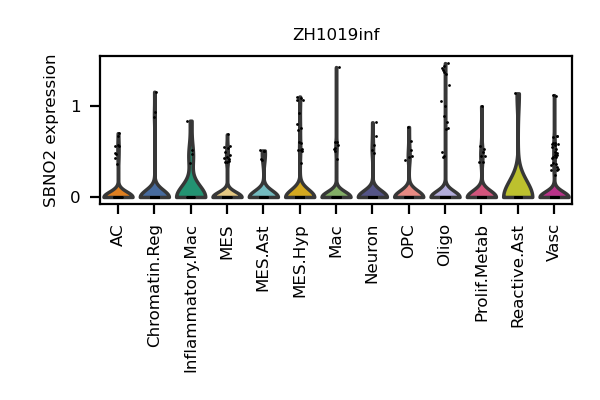 ZH1019inf
SBNO2 expression
1
0
AC
Chromatin.Reg
Inflammatory.Mac
MES
MES.Ast
MES.Hyp
Mac
Neuron
OPC
Oligo
Prolif.Metab
Reactive.Ast
Vasc